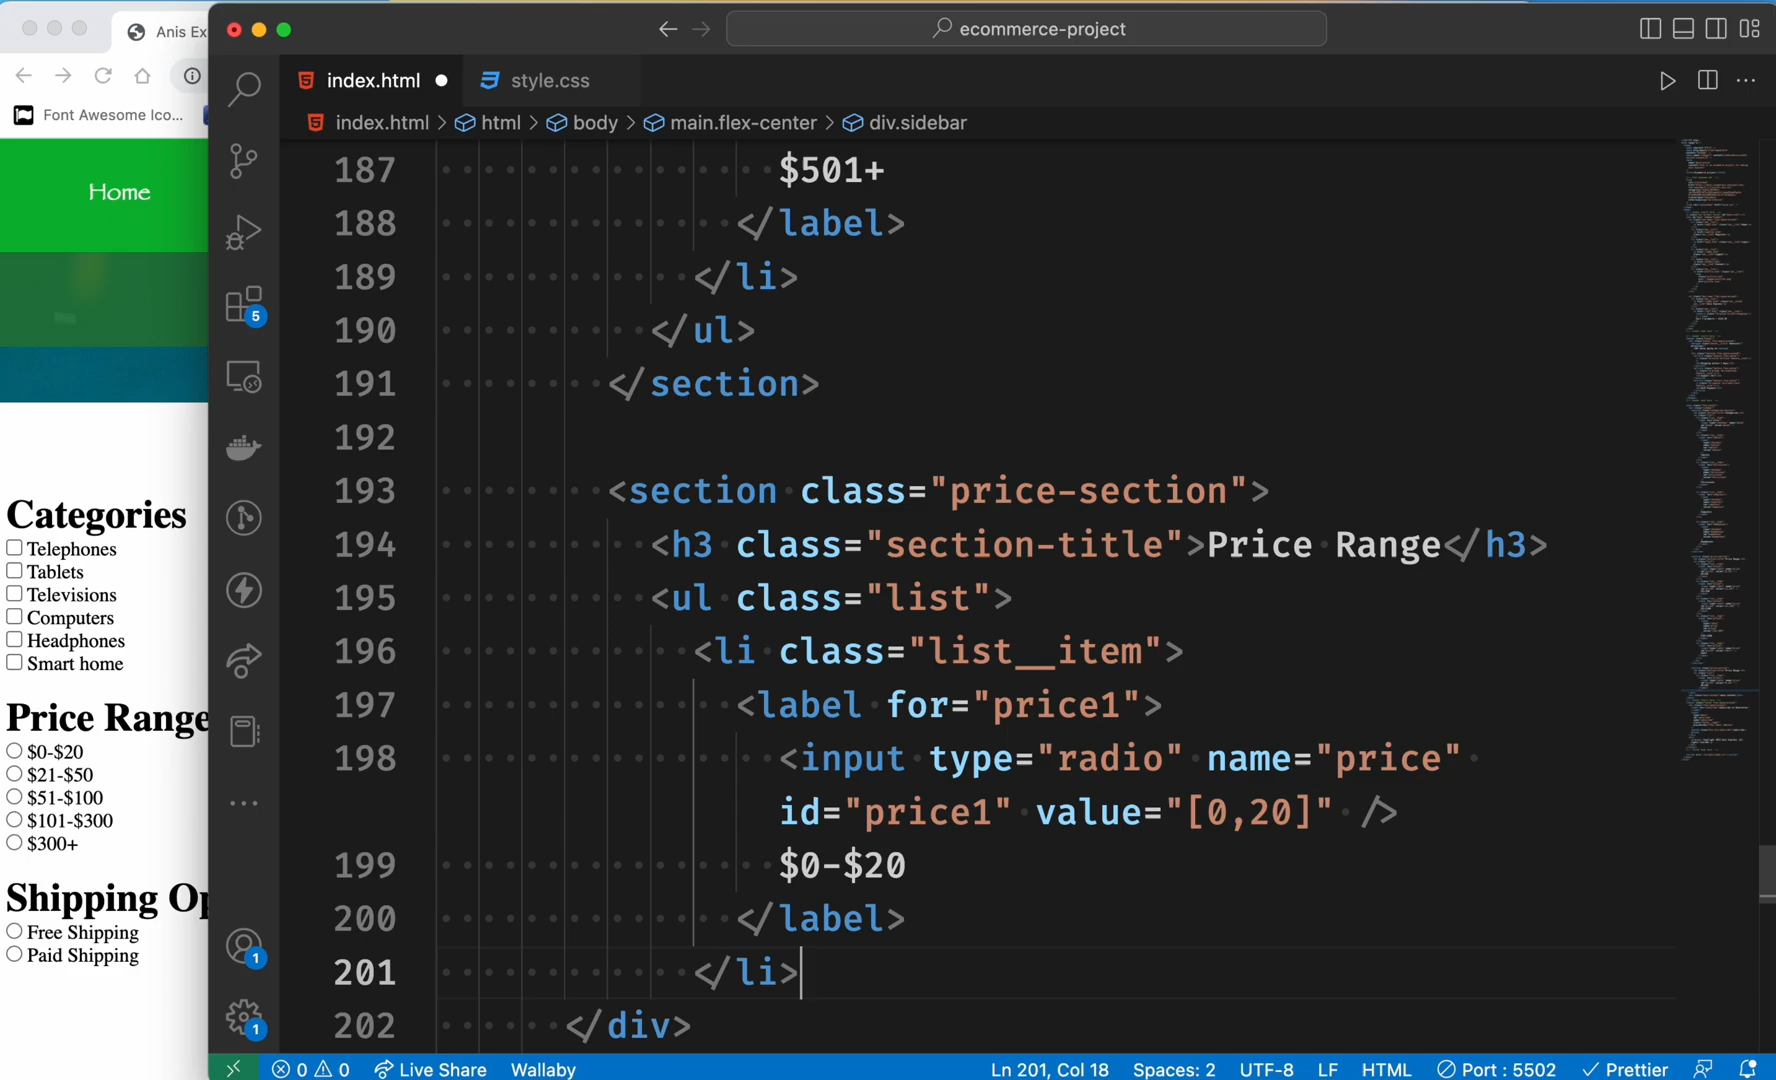 Anis Ex
ecommerce-project
index.html
style.css
Font Awesome Ico...
index.html > html > body > main.flex-center > div.sidebar
Home
Categories
Telephones
Tablets
Televisions
Computers
Headphones
Smart home
Price Range
$0-$20
$21-$50
$51-$100
$101-$300
$300+
Shipping Op
Free Shipping
Paid Shipping
5
1
1
187 $501+
188 </label>
189 </li>
190 </ul>
191 </section>
192
193 <section class="price-section">
194 <h3 class="section-title">Price Range</h3>
195 <ul class="list">
196 <li class="list__item">
197 <label for="price1">
198 <input type="radio" name="price"
id="price1" value="[0,20]" />
199 $0-$20
200 </label>
201 </li>
202 </div>
0 0 Live Share Wallaby Ln 201, Col 18 Spaces: 2 UTF-8 LF HTML Port : 5502 Prettier